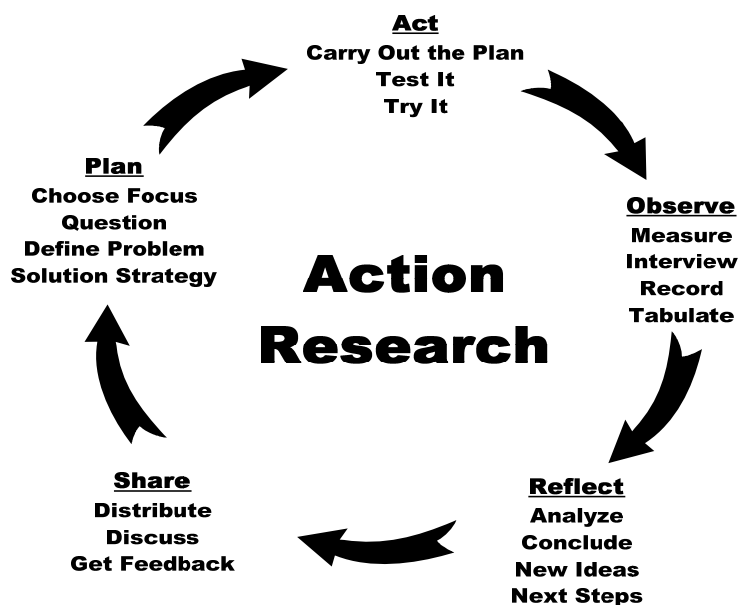 Act
Carry Out the Plan
Test It
Try It
Plan
Choose Focus
Question
Define Problem
Solution Strategy
Observe
Measure
Interview
Record
Tabulate
Action
Research
Share
Distribute
Discuss
Get Feedback
Reflect
Analyze
Conclude
New Ideas
Next Steps